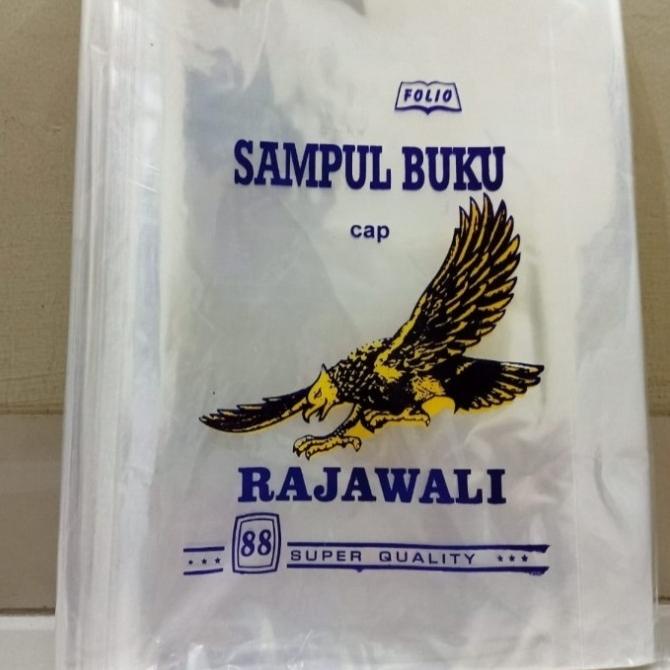 FOLIO
SAMPUL BUKU
cap
RAJAWALI
88 SUPER QUALITY